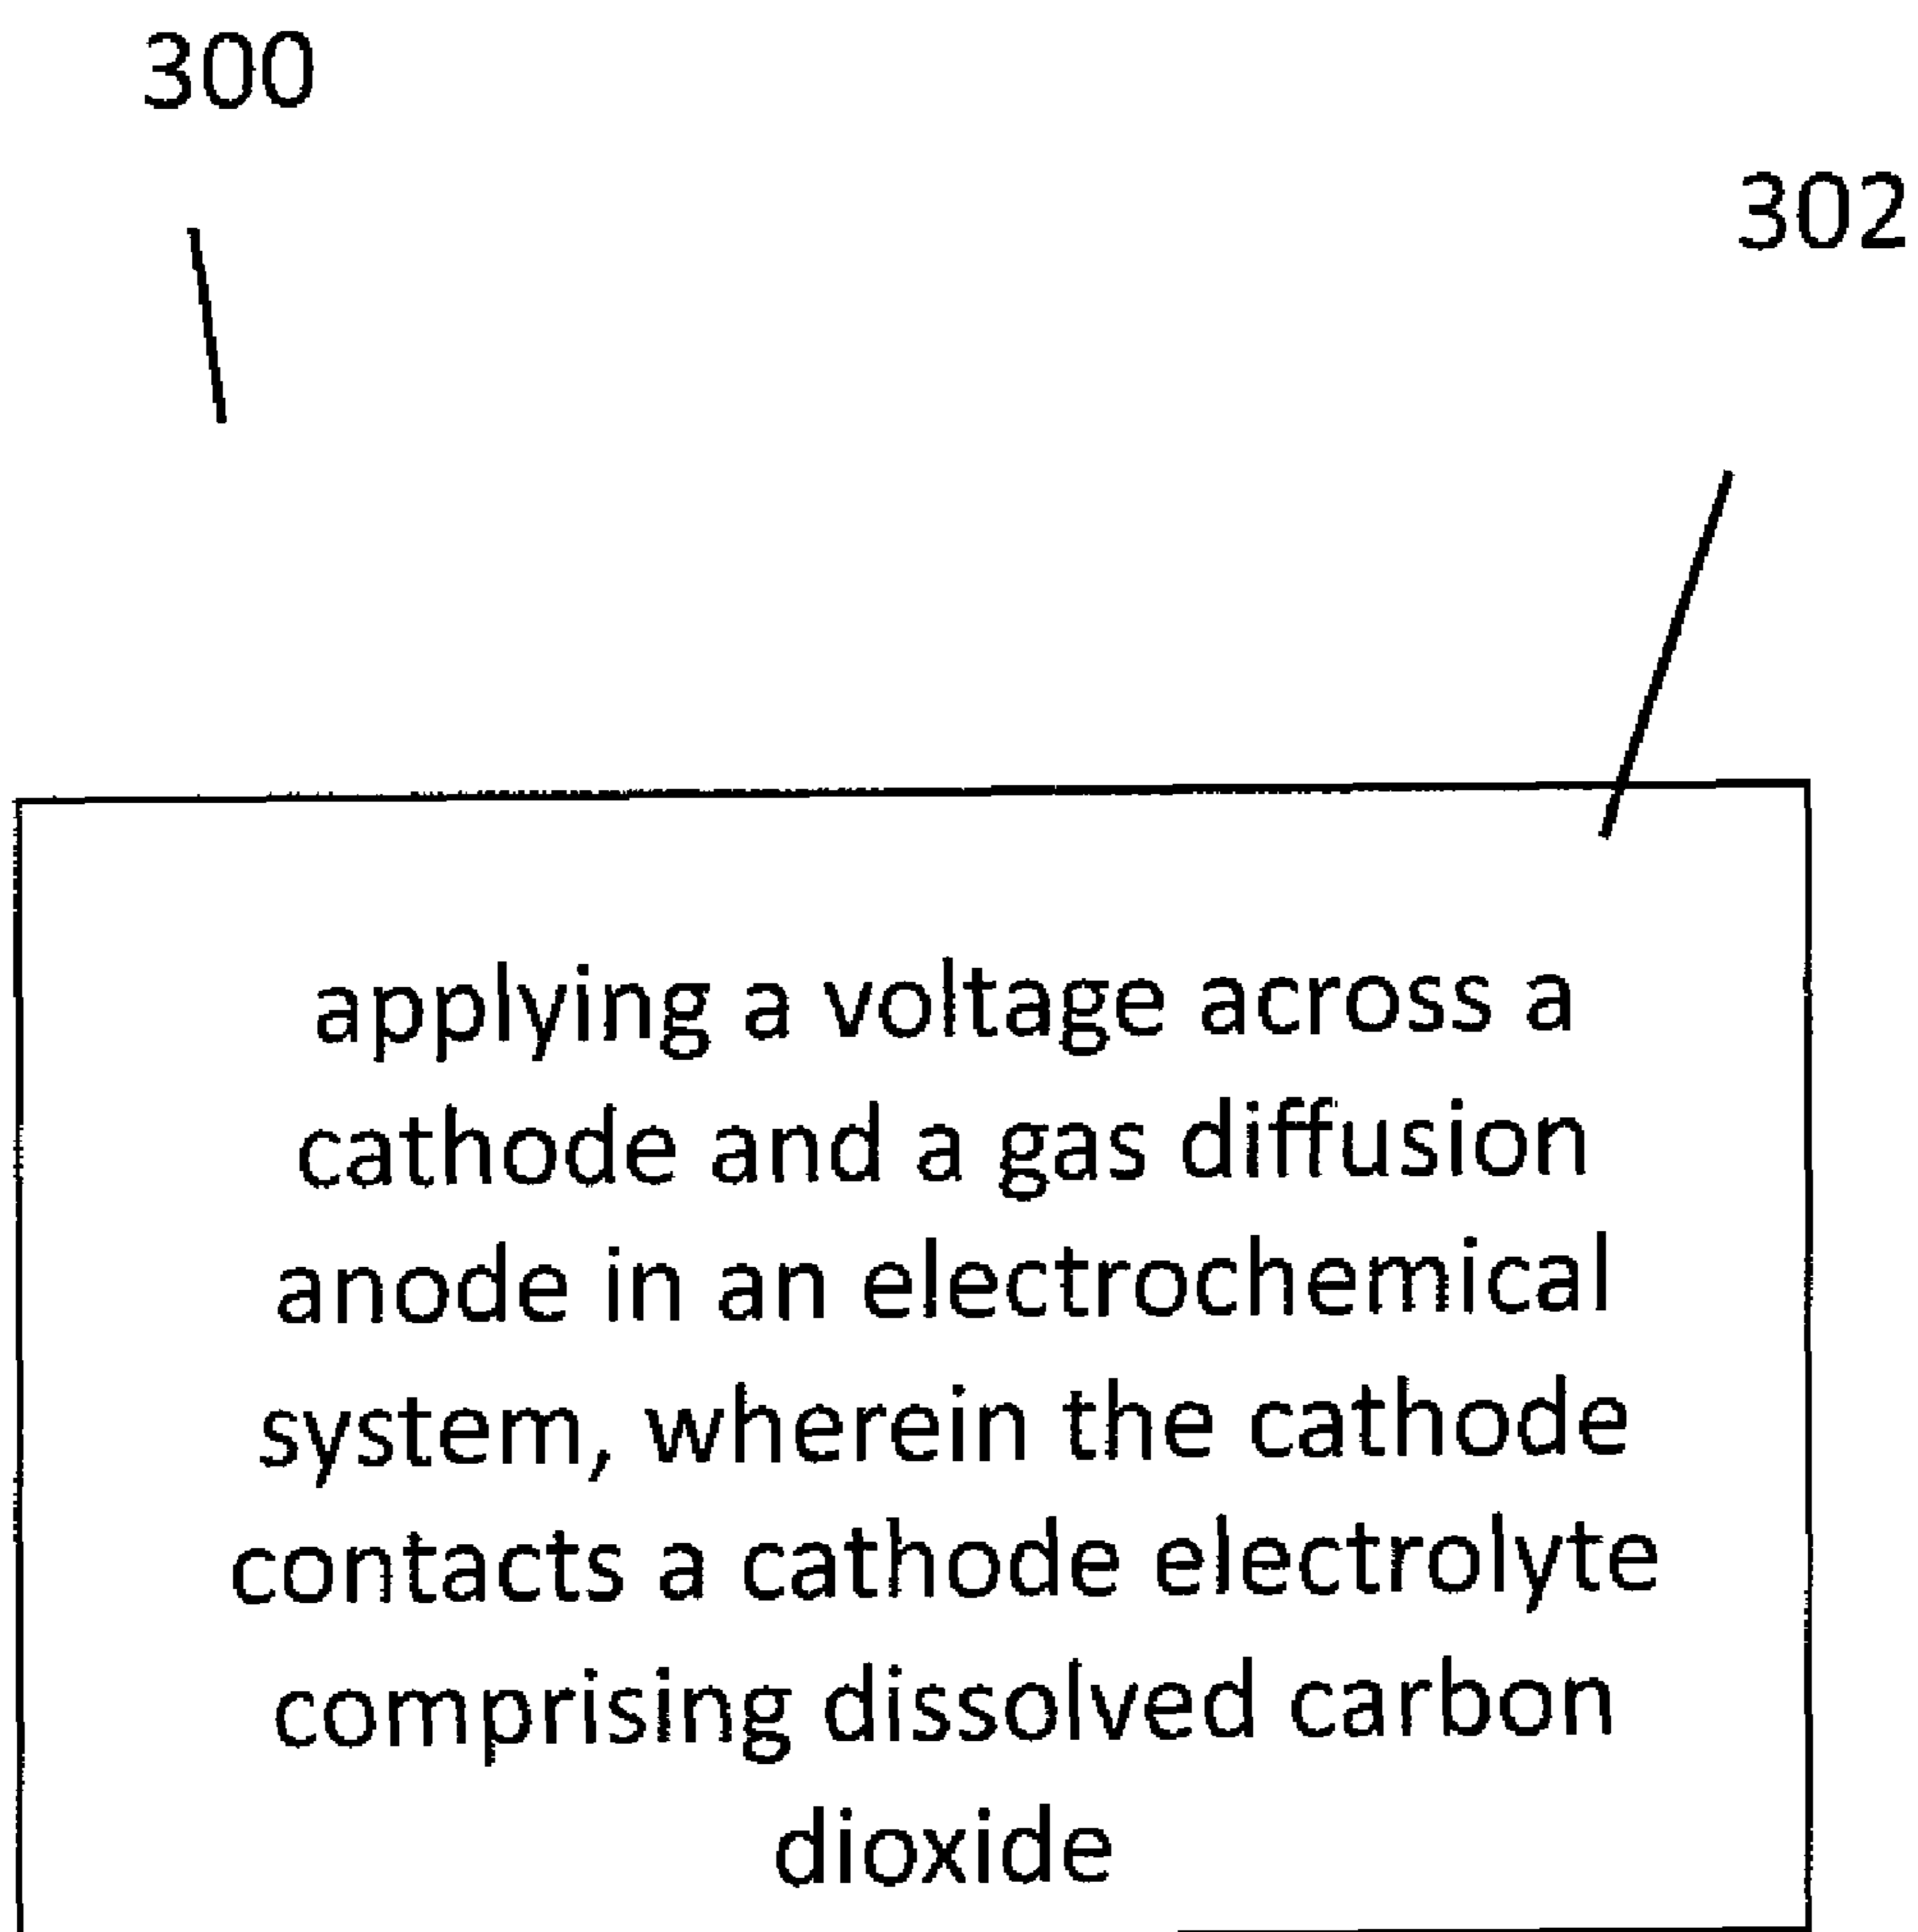 300
302
applying a voltage across a
cathode and a gas diffusion
anode in an electrochemical
system, wherein the cathode
contacts a cathode electrolyte
comprising dissolved carbon
dioxide